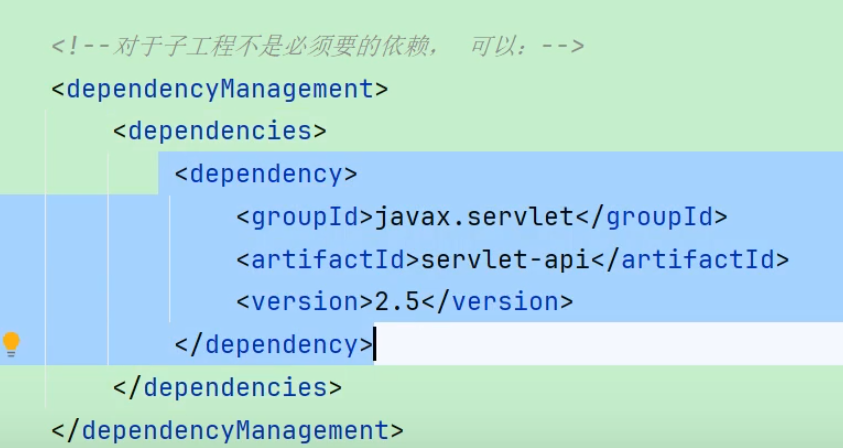 <!--对于子工程不是必须要的依赖， 可以：-->
<dependencyManagement>
<dependencies>
<dependency>
<groupId>javax.servlet</groupId>
<artifactId>servlet-api</artifactId>
<version>2.5</version>
</dependency>
</dependencies>
</dependencyManagement>